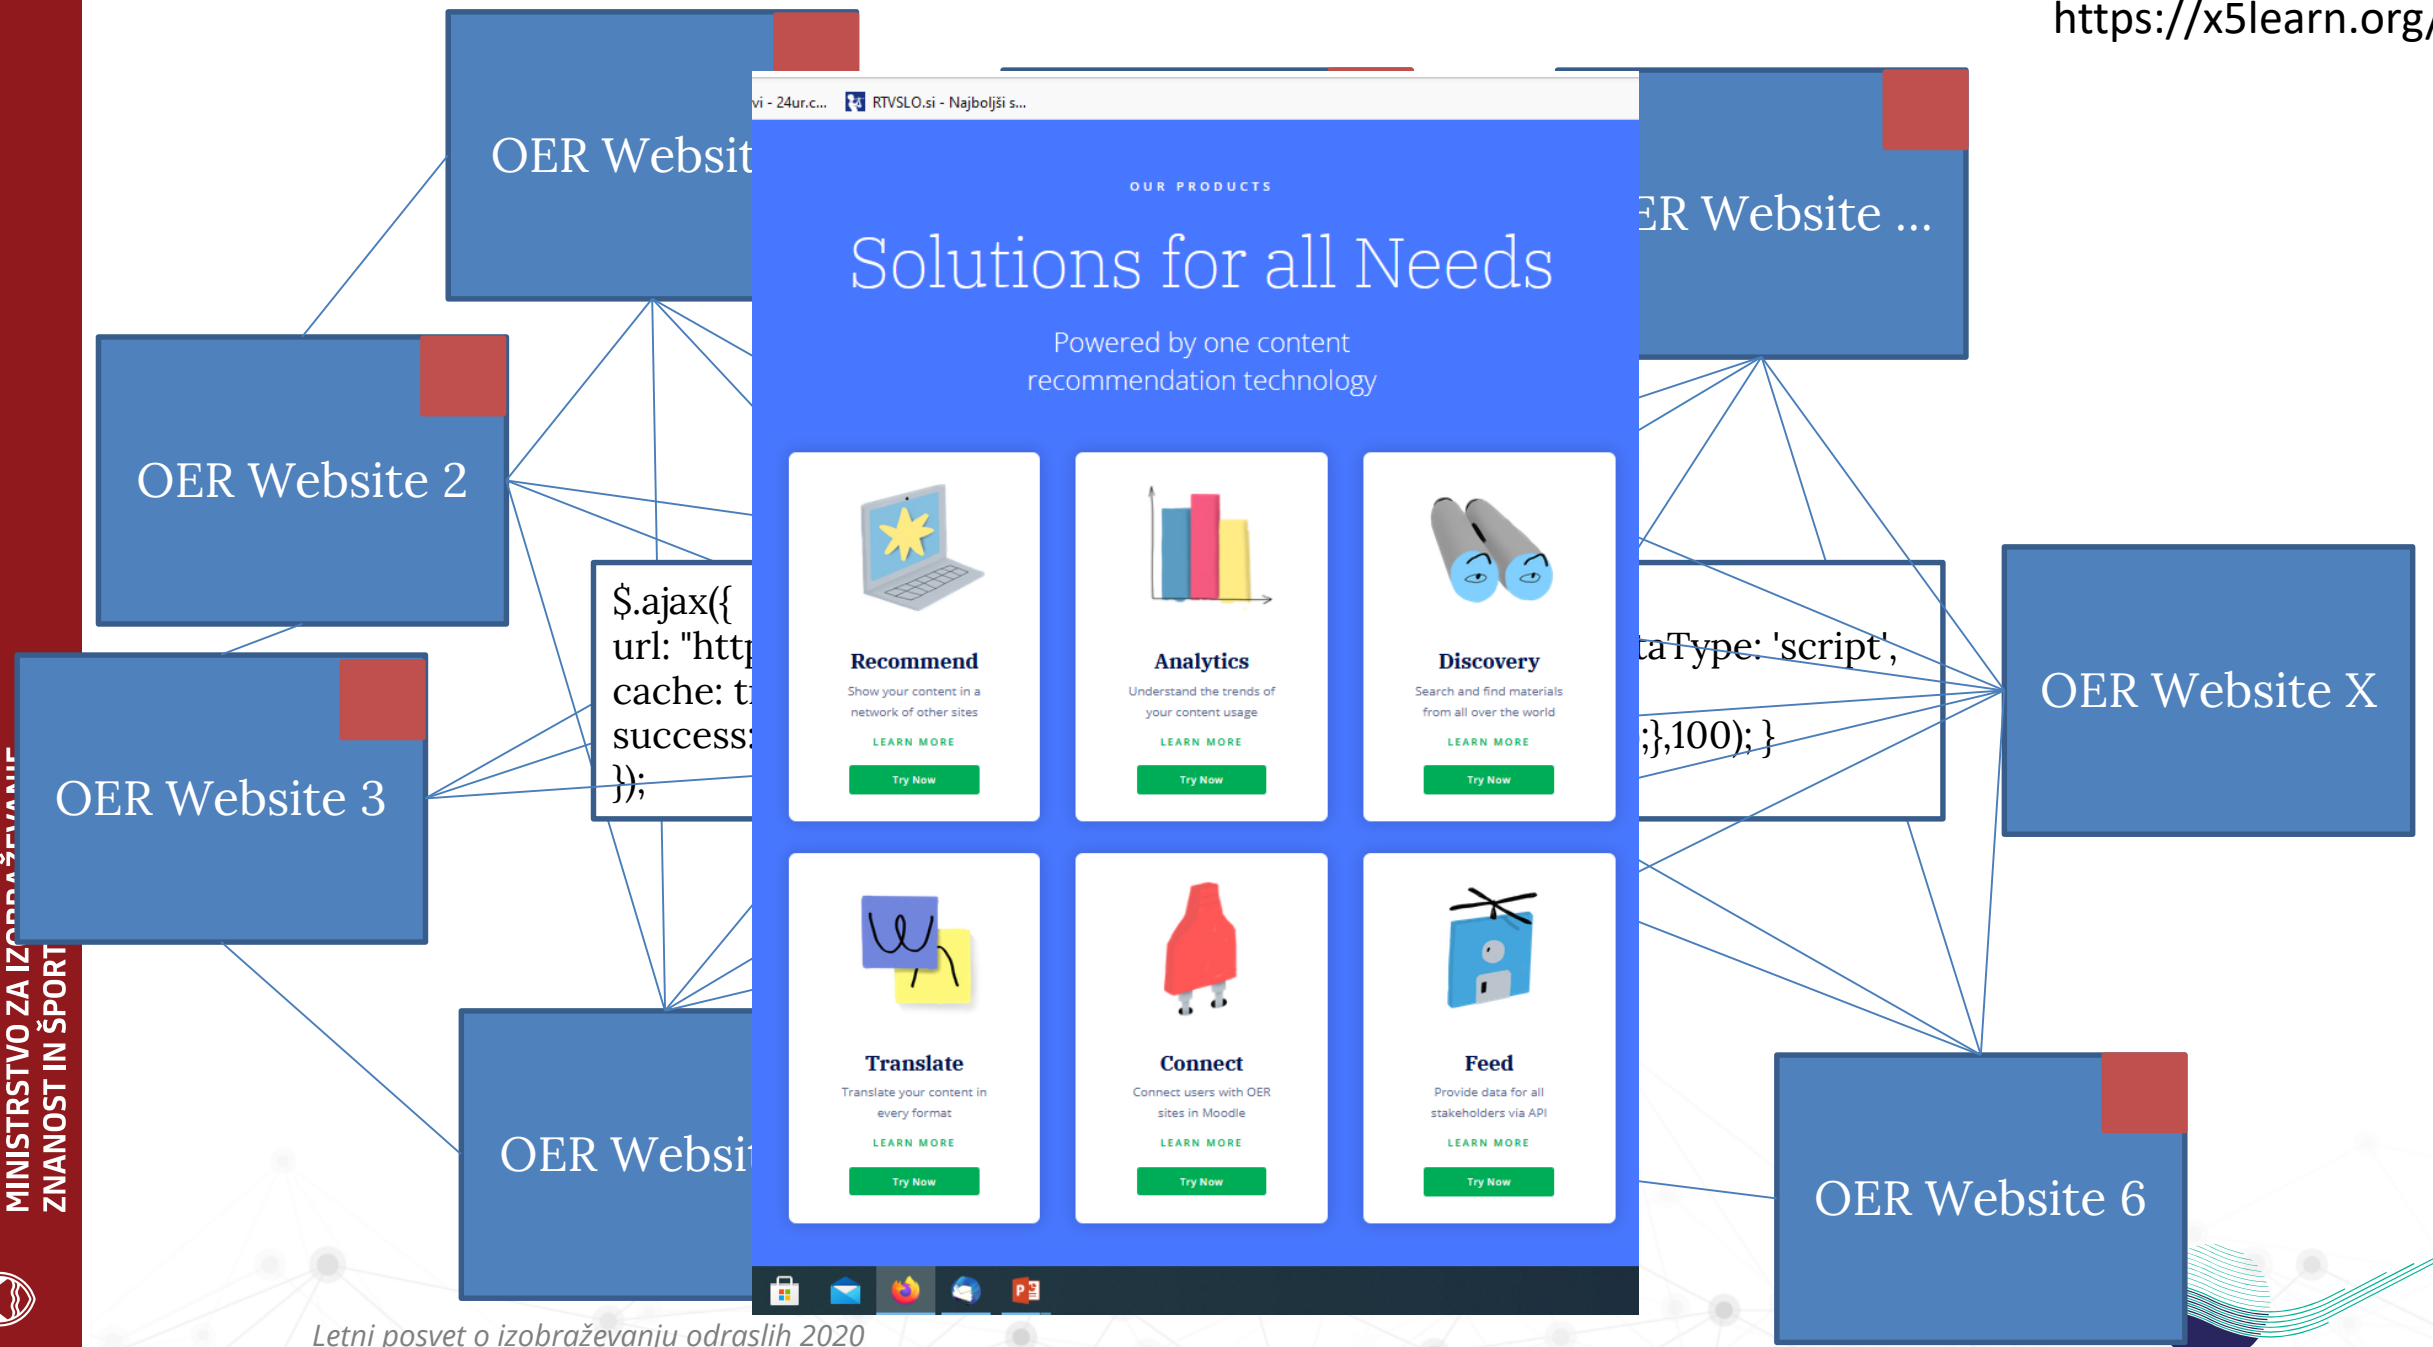 https://x5learn.org/
OER Websit
vi - 24ur.c... RTVSLO.si - Najboljši s...
OUR PRODUCTS
Solutions for all Needs
Powered by one content
recommendation technology
ER Website ...
OER Website 2
$.ajax({
url: "http
cache: tr
success:
});
taType: 'script',
;},100); }
Recommend
Show your content in a
network of other sites
LEARN MORE
Try Now
Analytics
Understand the trends of
your content usage
LEARN MORE
Try Now
Discovery
Search and find materials
from all over the world
LEARN MORE
Try Now
OER Website X
OER Website 3
Translate
Translate your content in
every format
LEARN MORE
Try Now
Connect
Connect users with OER
sites in Moodle
LEARN MORE
Try Now
Feed
Provide data for all
stakeholders via API
LEARN MORE
Try Now
OER Websit
OER Website 6
MINISTRSTVO ZA IZOBRAŽEVANJE
ZNANOST IN ŠPORT
Letni posvet o izobraževanju odraslih 2020